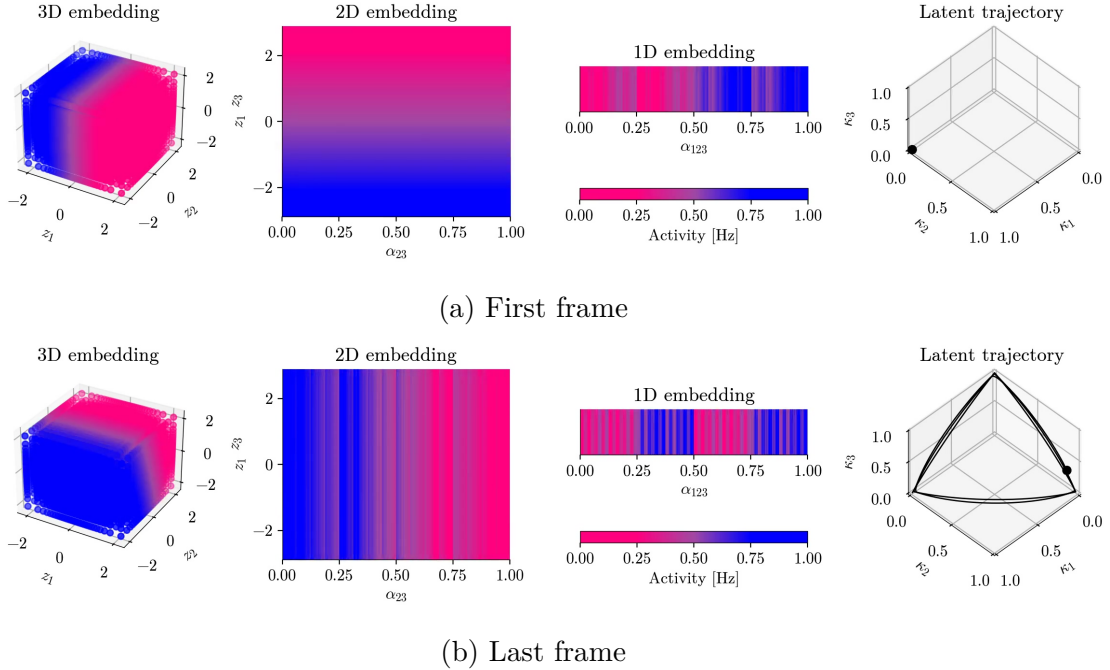 3D embedding
2D embedding
1D embedding
Latent trajectory
2
0
−2
2
0
−2
−2
0
2
z₁
z₂
z₁ z₃
2
0
−2
0.00 0.25 0.50 0.75 1.00
α₂₃
0.00 0.25 0.50 0.75 1.00
α₁₂₃
0.00 0.25 0.50 0.75 1.00
Activity [Hz]
κ₃
1.0
0.5
0.0
0.0
0.5
1.0
κ₂
1.0
0.5
0.0
κ₁
(a) First frame
3D embedding
2D embedding
1D embedding
Latent trajectory
2
0
−2
2
0
−2
−2
0
2
z₁
z₂
z₁ z₃
2
0
−2
0.00 0.25 0.50 0.75 1.00
α₂₃
0.00 0.25 0.50 0.75 1.00
α₁₂₃
0.00 0.25 0.50 0.75 1.00
Activity [Hz]
κ₃
1.0
0.5
0.0
0.0
0.5
1.0
κ₂
1.0
0.5
0.0
κ₁
(b) Last frame